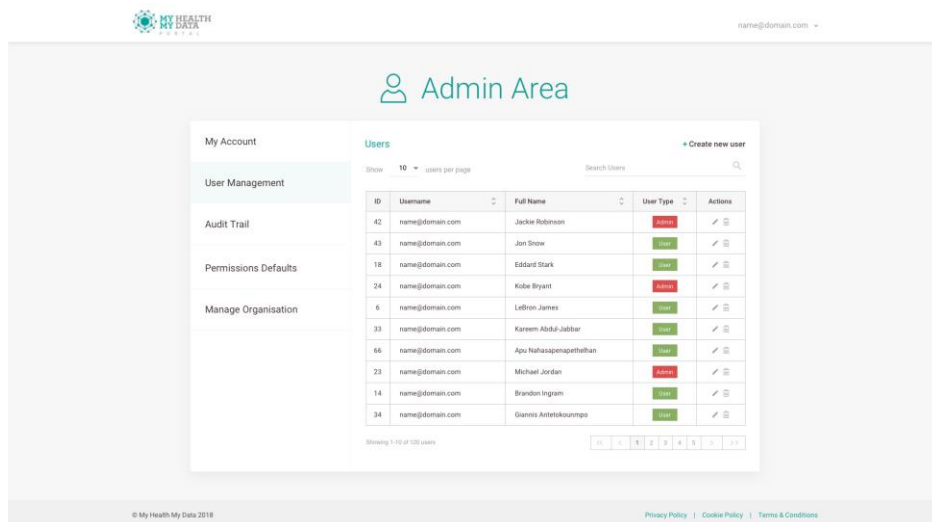 MY HEALTH
MY DATA
PORTAL
name@domain.com
Admin Area
My Account
User Management
Audit Trail
Permissions Defaults
Manage Organisation
Users
+ Create new user
Show 10 users per page
Search Users
ID Username Full Name User Type Actions
42 name@domain.com Jackie Robinson Admin
43 name@domain.com Jon Snow User
18 name@domain.com Eddard Stark User
24 name@domain.com Kobe Bryant Admin
6 name@domain.com LeBron James User
33 name@domain.com Kareem Abdul-Jabbar User
66 name@domain.com Apu Nahasapenapethelhan User
23 name@domain.com Michael Jordan Admin
14 name@domain.com Brandon Ingram User
34 name@domain.com Giannis Antetokounmpo User
Showing 1-10 of 120 users
<< < 1 2 3 4 5 > >>
© My Health My Data 2018
Privacy Policy | Cookie Policy | Terms & Conditions